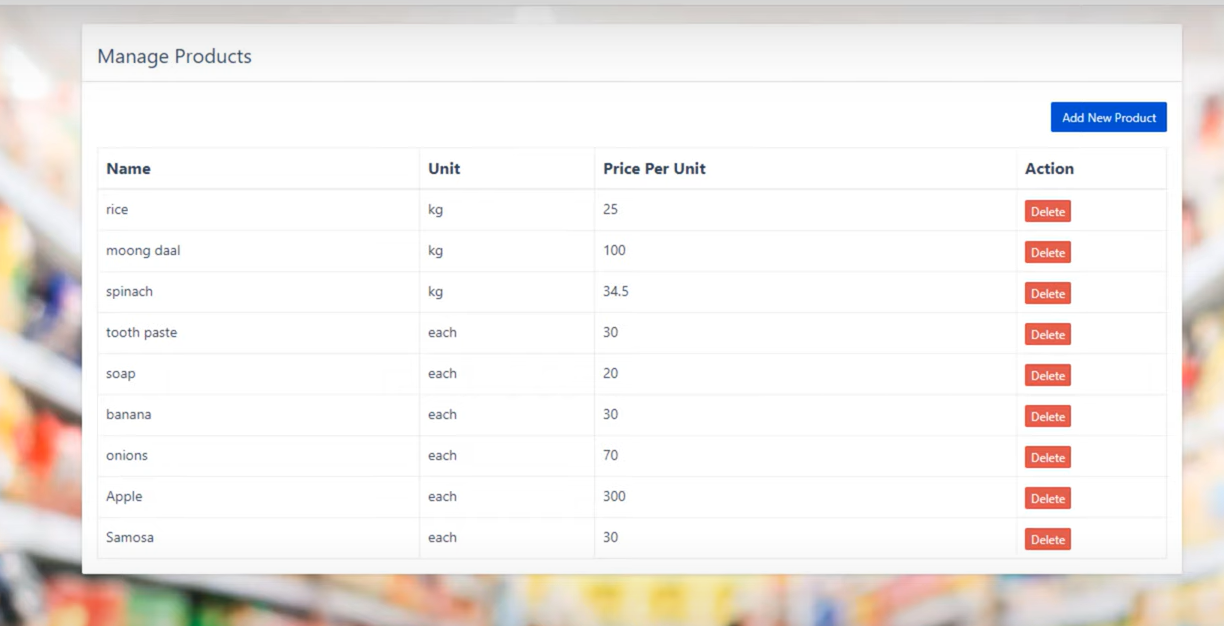 Manage Products
Add New Product
Name Unit Price Per Unit Action
rice kg 25 Delete
moong daal kg 100 Delete
spinach kg 34.5 Delete
tooth paste each 30 Delete
soap each 20 Delete
banana each 30 Delete
onions each 70 Delete
Apple each 300 Delete
Samosa each 30 Delete